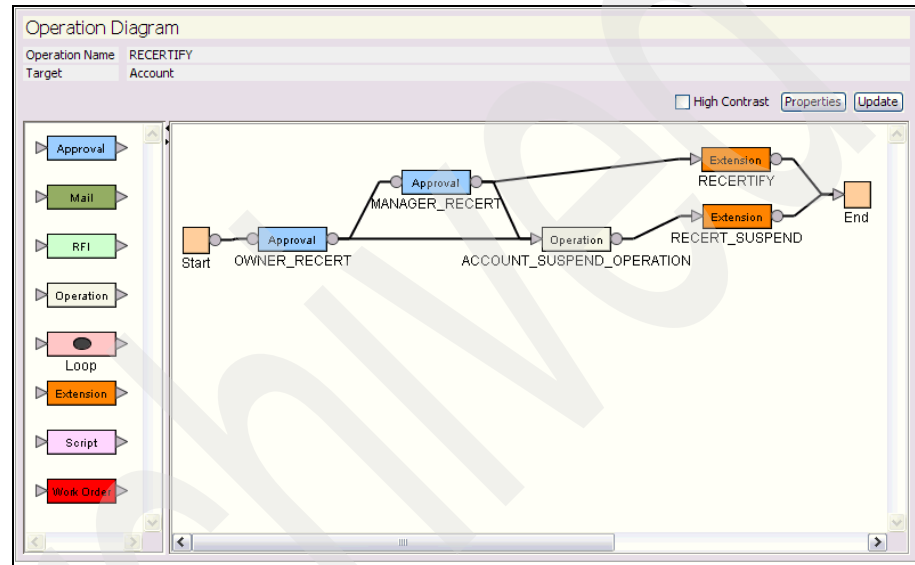 Operation Diagram
Operation Name RECERTIFY
Target Account
High Contrast Properties Update
Approval
Mail
RFI
Operation
Loop
Extension
Script
Work Order
Start
Approval
OWNER_RECERT
Approval
MANAGER_RECERT
Operation
ACCOUNT_SUSPEND_OPERATION
Extension
RECERTIFY
Extension
RECERT_SUSPEND
End